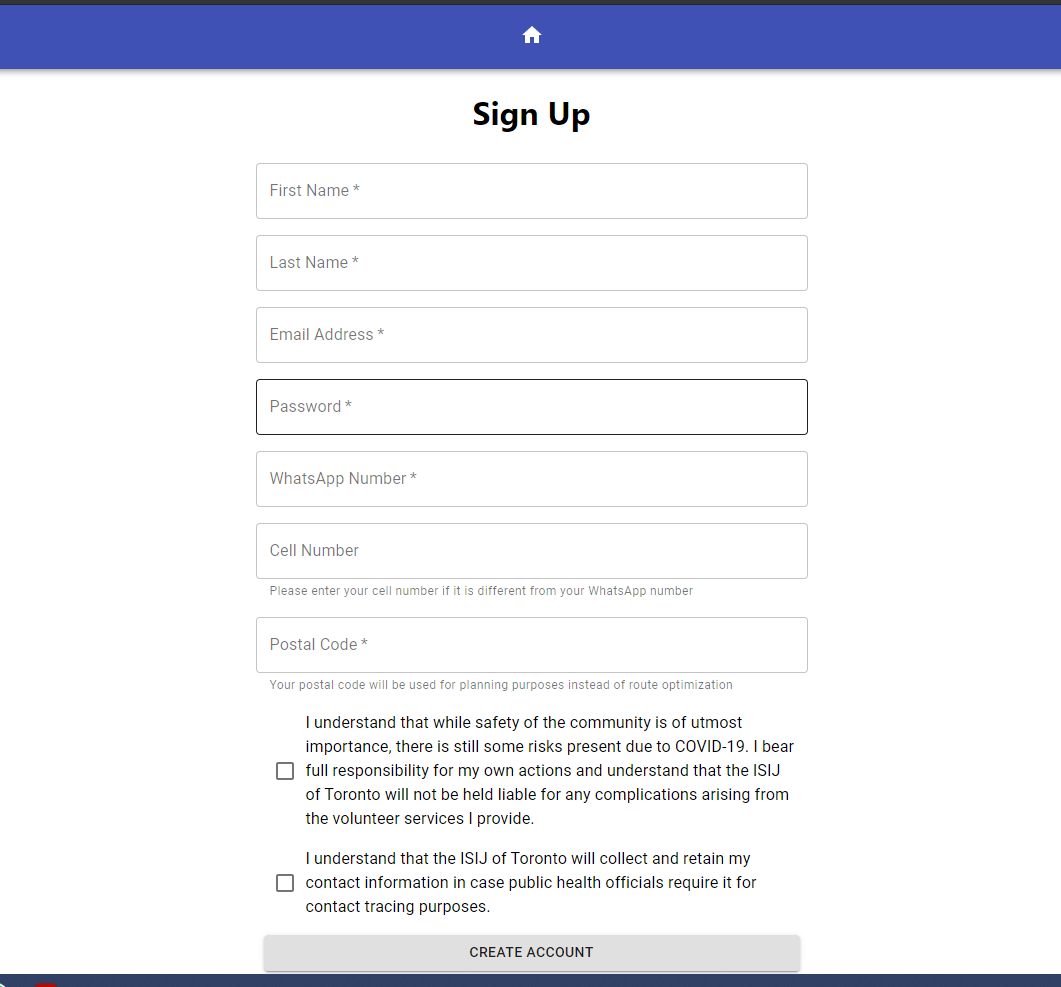 Sign Up
First Name *
Last Name *
Email Address *
Password *
WhatsApp Number *
Cell Number
Please enter your cell number if it is different from your WhatsApp number
Postal Code *
Your postal code will be used for planning purposes instead of route optimization
I understand that while safety of the community is of utmost
importance, there is still some risks present due to COVID-19. I bear
full responsibility for my own actions and understand that the ISIJ
of Toronto will not be held liable for any complications arising from
the volunteer services I provide.
I understand that the ISIJ of Toronto will collect and retain my
contact information in case public health officials require it for
contact tracing purposes.
CREATE ACCOUNT